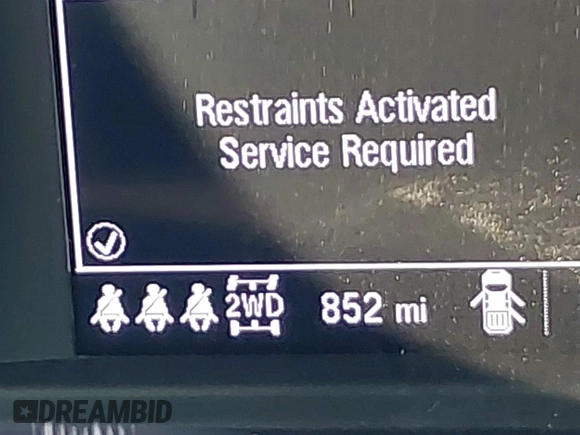 Restraints Activated
Service Required
2WD 852 mi
DREAMBID